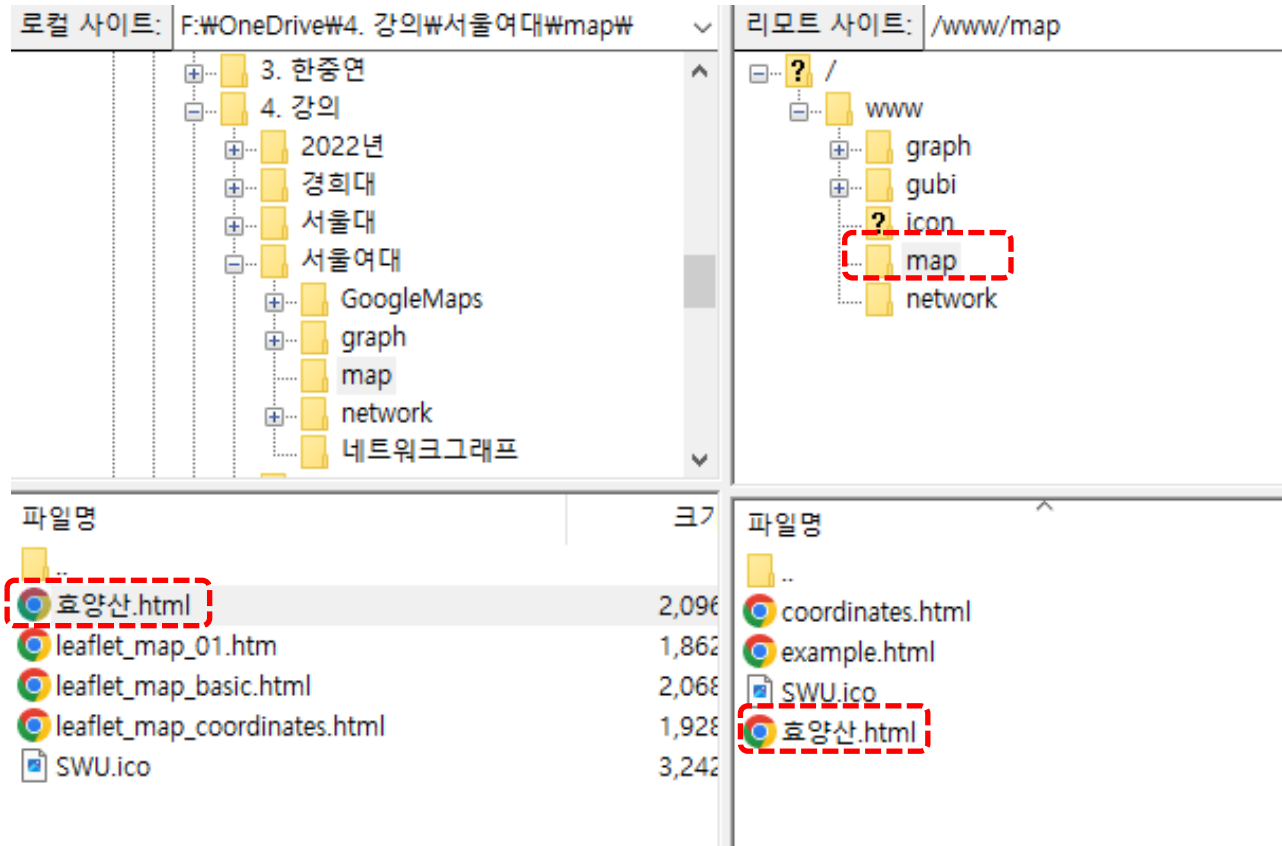 로컬 사이트: F:₩OneDrive₩4. 강의₩서울여대₩map₩
3. 한중연
4. 강의
2022년
경희대
서울대
서울여대
GoogleMaps
graph
map
network
네트워크그래프
리모트 사이트: /www/map
/
www
graph
gubi
icon
map
network
파일명 크기
..
효양산.html 2,096
leaflet_map_01.htm 1,862
leaflet_map_basic.html 2,068
leaflet_map_coordinates.html 1,928
SWU.ico 3,242
파일명
..
coordinates.html
example.html
SWU.ico
효양산.html